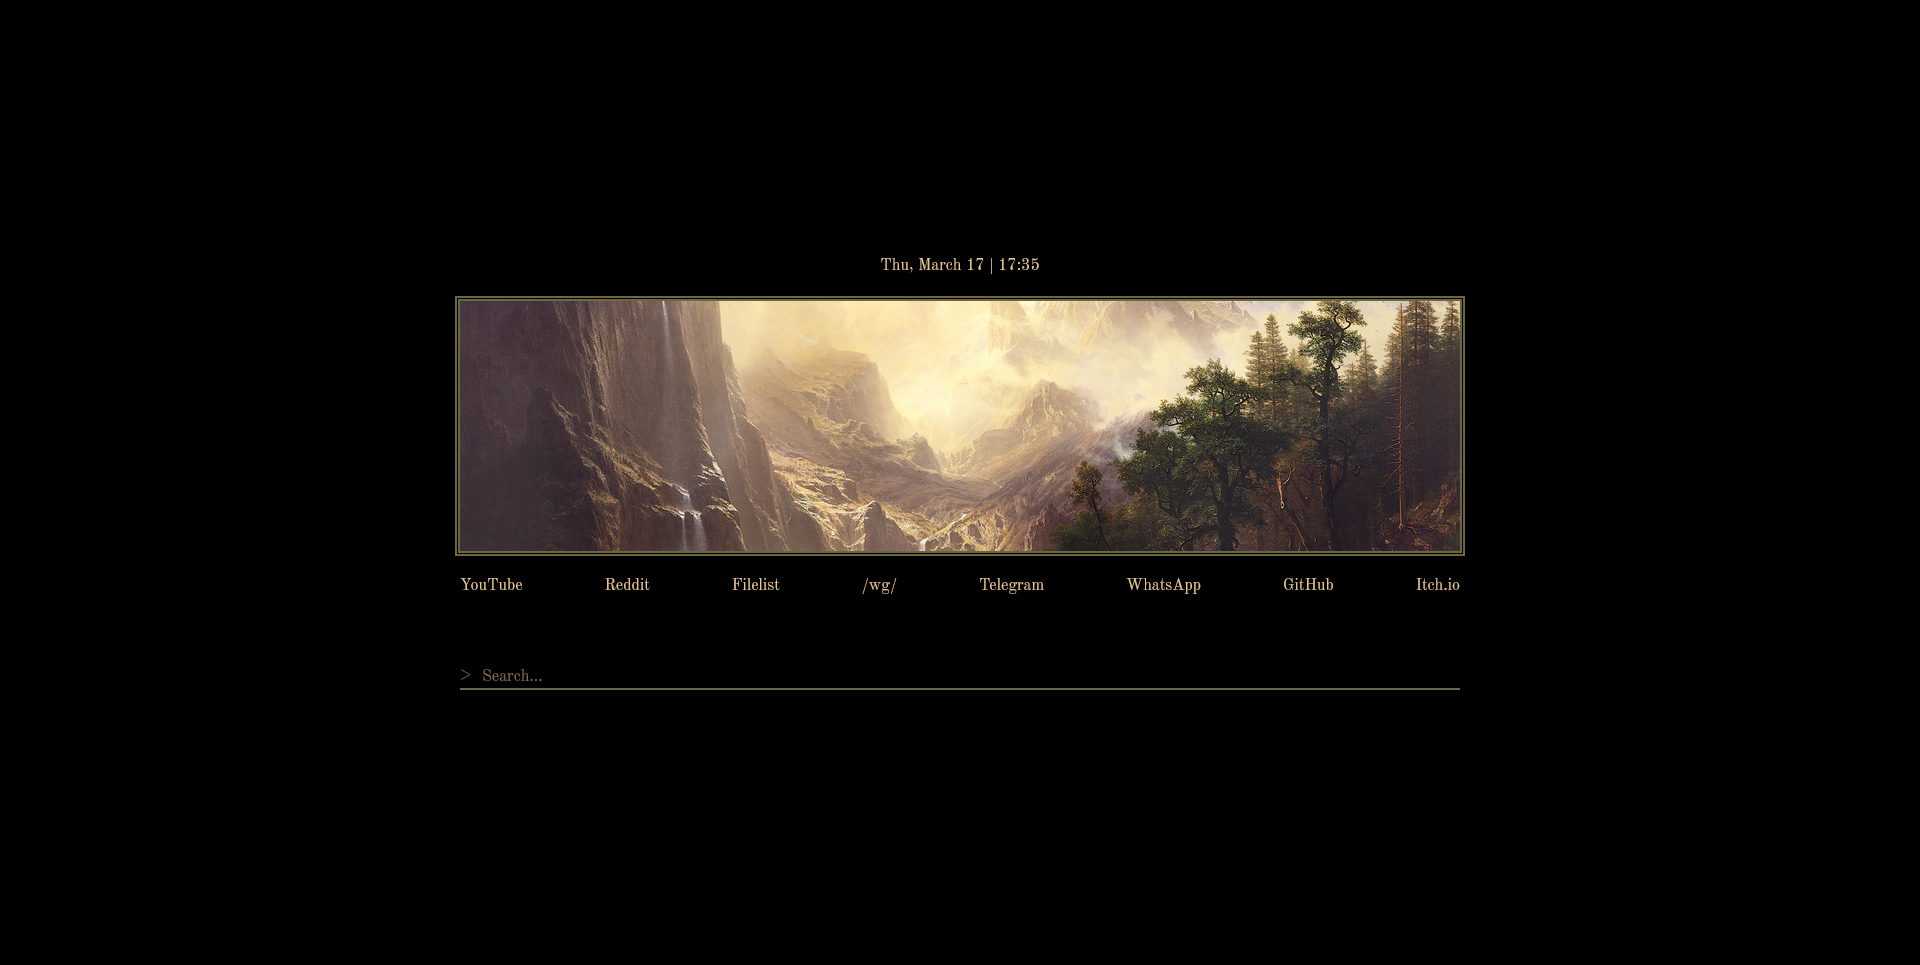 Thu, March 17 | 17:35
YouTube Reddit Filelist /wg/ Telegram WhatsApp GitHub Itch.io
> Search...